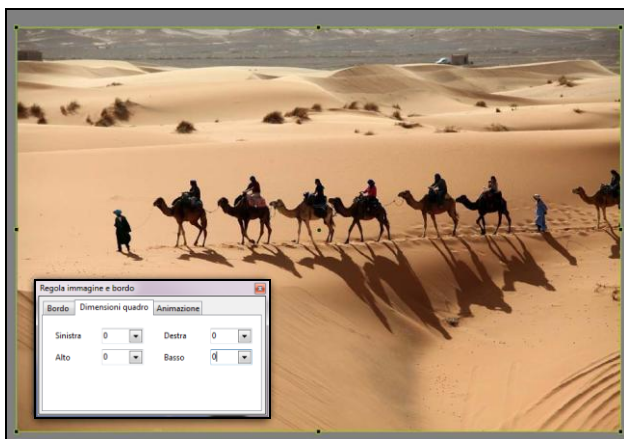 Regola immagine e bordo
Bordo Dimensioni quadro Animazione
Sinistra 0 Destra 0
Alto 0 Basso 0